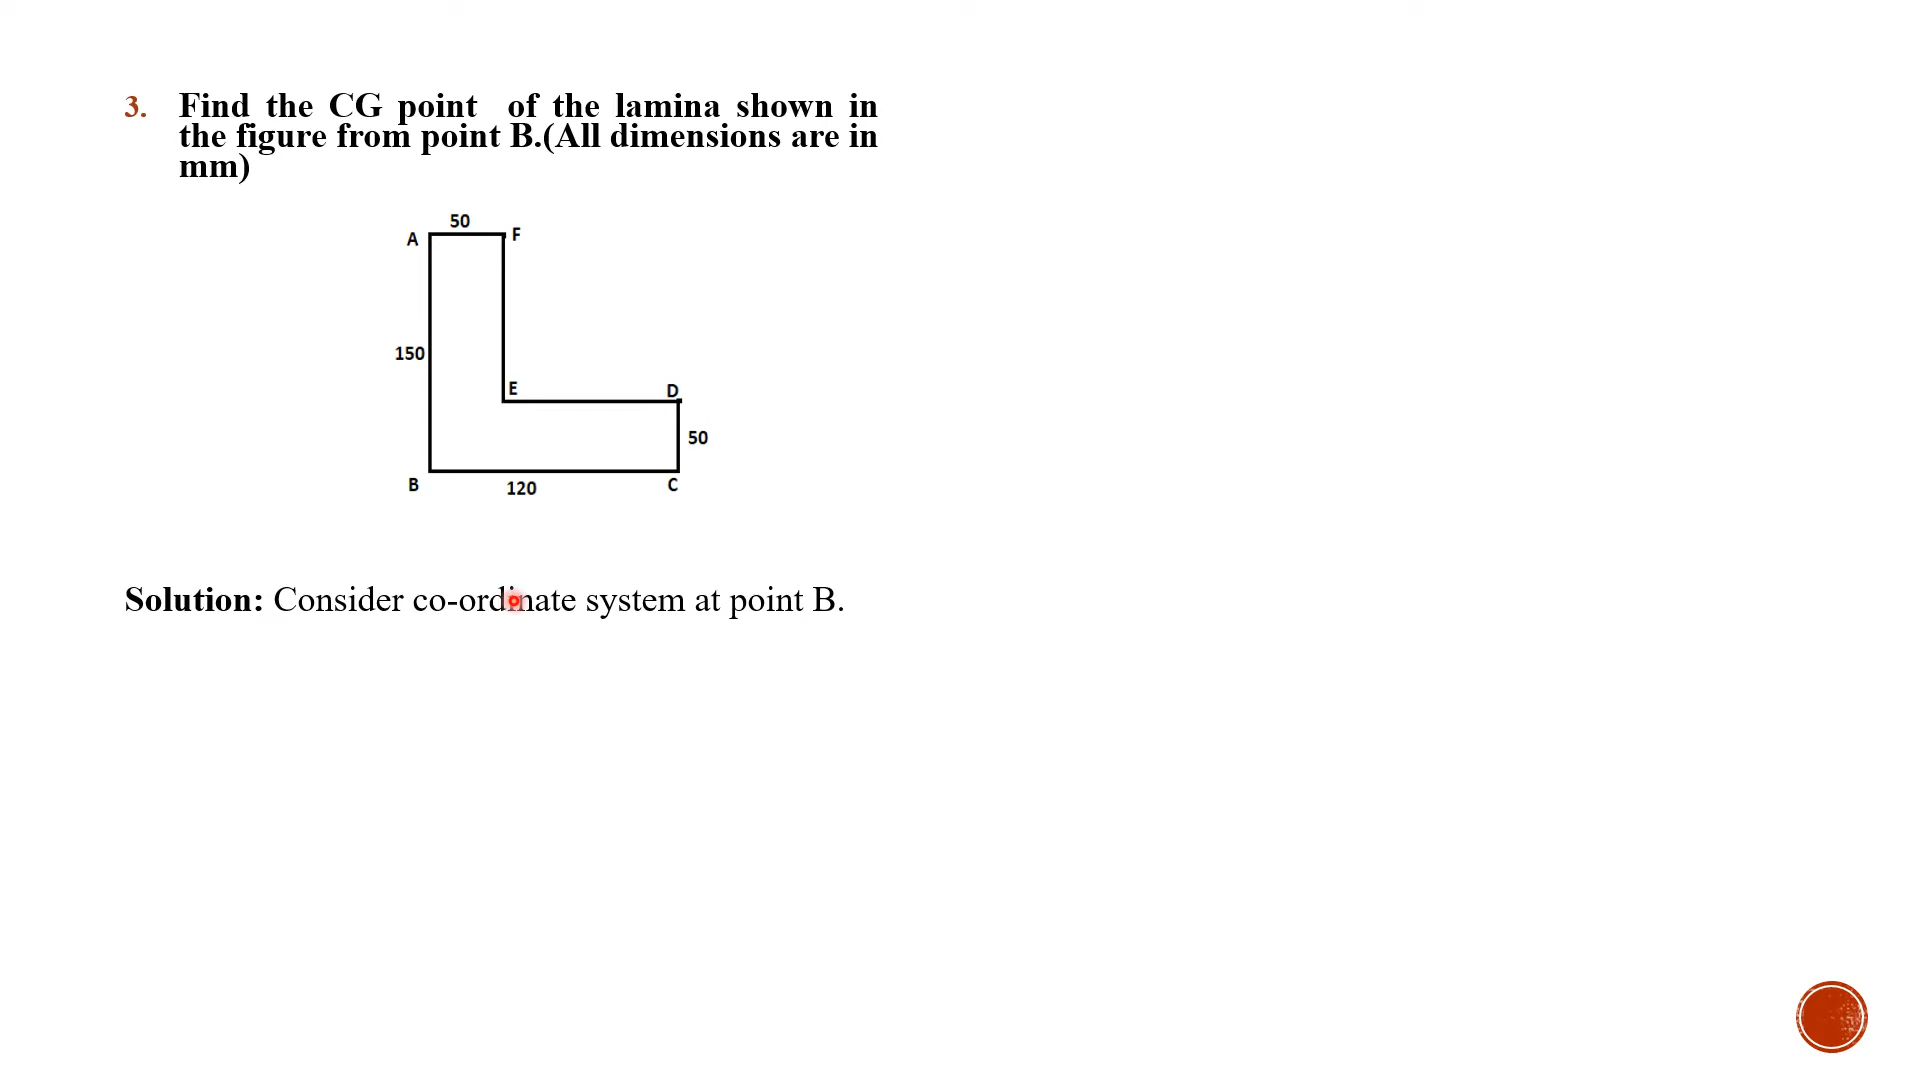 3. Find the CG point of the lamina shown in
the figure from point B.(All dimensions are in
mm)
50
A
F
150
E
D
50
B
120
C
Solution: Consider co-ordinate system at point B.